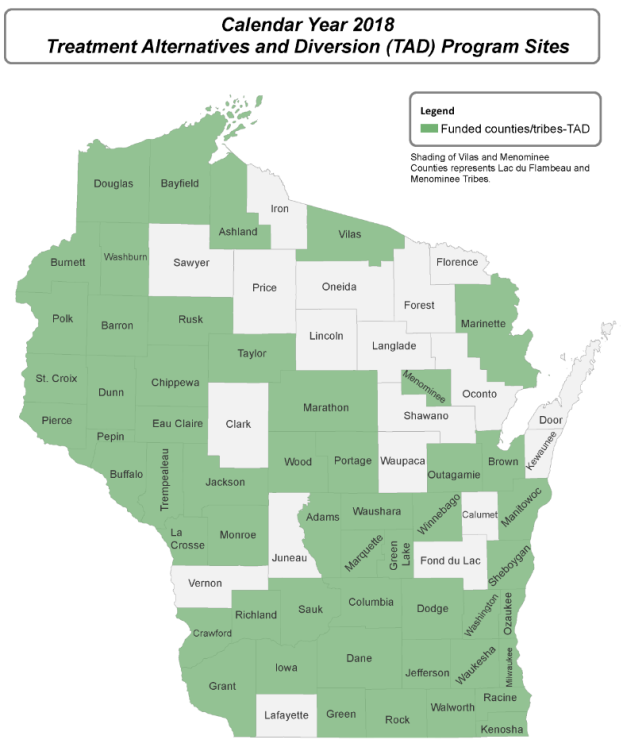 Calendar Year 2018
Treatment Alternatives and Diversion (TAD) Program Sites
Legend
Funded counties/tribes-TAD
Shading of Vilas and Menominee
Counties represents Lac du Flambeau and
Menominee Tribes.
Douglas
Bayfield
Iron
Ashland
Vilas
Burnett
Washburn
Sawyer
Florence
Price
Oneida
Forest
Polk
Barron
Rusk
Marinette
Lincoln
Langlade
Taylor
St. Croix
Dunn
Chippewa
Menominee
Oconto
Marathon
Shawano
Pierce
Eau Claire
Clark
Door
Pepin
Kewaunee
Buffalo
Trempealeau
Jackson
Wood
Portage
Waupaca
Outagamie
Brown
Adams
Waushara
Winnebago
Calumet
Manitowoc
La
Crosse
Monroe
Juneau
Marquette
Green
Lake
Fond du Lac
Sheboygan
Vernon
Richland
Sauk
Columbia
Dodge
Washington
Ozaukee
Crawford
Grant
Iowa
Dane
Jefferson
Waukesha
Milwaukee
Lafayette
Green
Rock
Walworth
Racine
Kenosha